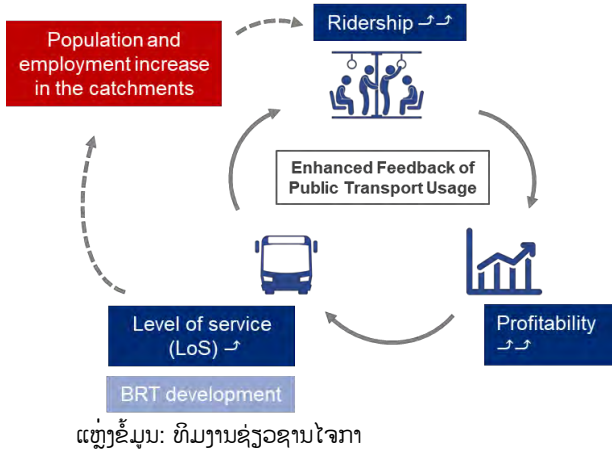 Population and
employment increase
in the catchments
Ridership ⤴⤴
Enhanced Feedback of
Public Transport Usage
Level of service
(LoS) ⤴
Profitability
⤴⤴
BRT development
ແຫຼ່ງຂໍ້ມູນ: ທິມງານຊ່ຽວຊານໄຈກາ